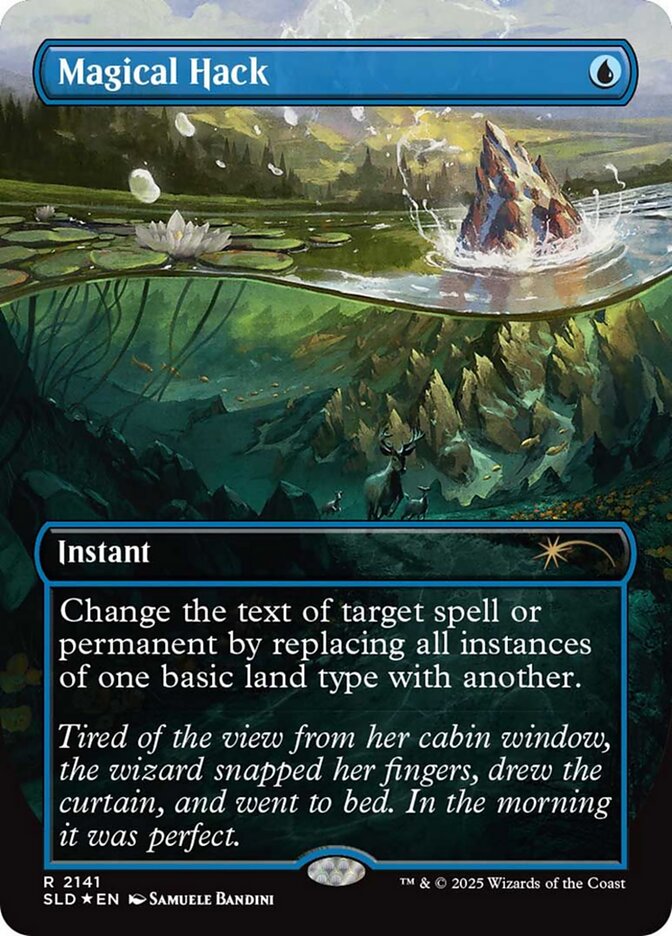 Magical Hack
Instant
Change the text of target spell or
permanent by replacing all instances
of one basic land type with another.
Tired of the view from her cabin window,
the wizard snapped her fingers, drew the
curtain, and went to bed. In the morning
it was perfect.
R 2141
SLD ★ EN Samuele Bandini
™ & © 2025 Wizards of the Coast